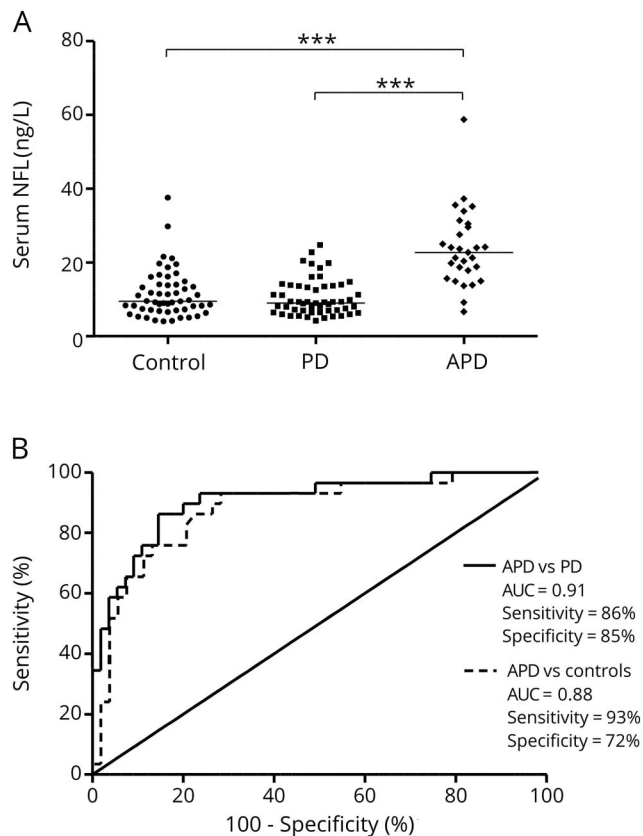 A
80
***
***
60
40
20
0
Serum NFL(ng/L)
Control PD APD
B
100
80
60
40
20
0
Sensitivity (%)
APD vs PD
AUC = 0.91
Sensitivity = 86%
Specificity = 85%
APD vs controls
AUC = 0.88
Sensitivity = 93%
Specificity = 72%
0 20 40 60 80 100
100 - Specificity (%)